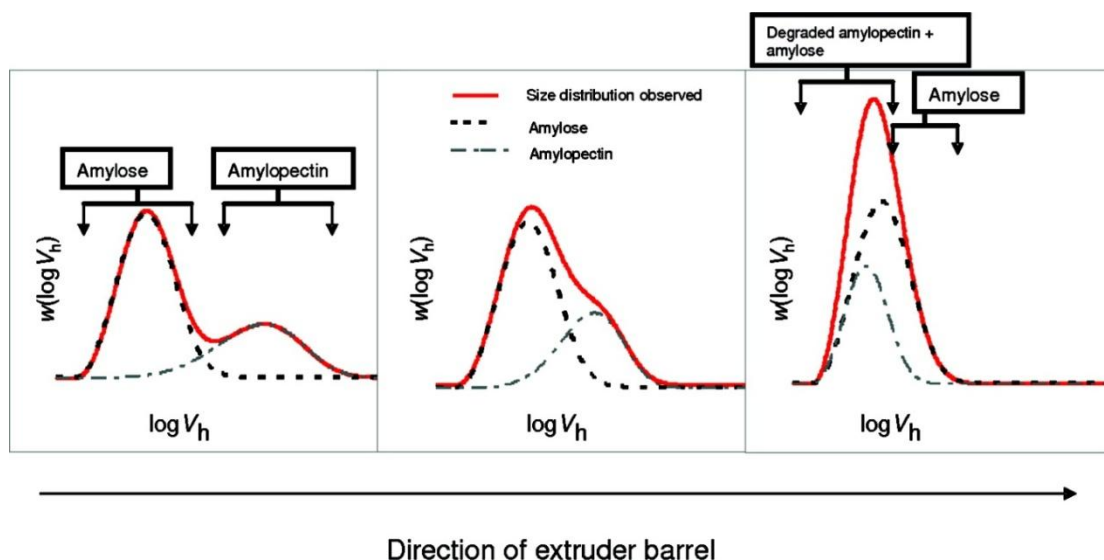 Degraded amylopectin +
amylose
Amylose
Amylose
Amylopectin
Size distribution observed
Amylose
Amylopectin
w(log Vh)
w(log Vh)
w(log Vh)
log Vh
log Vh
log Vh
Direction of extruder barrel